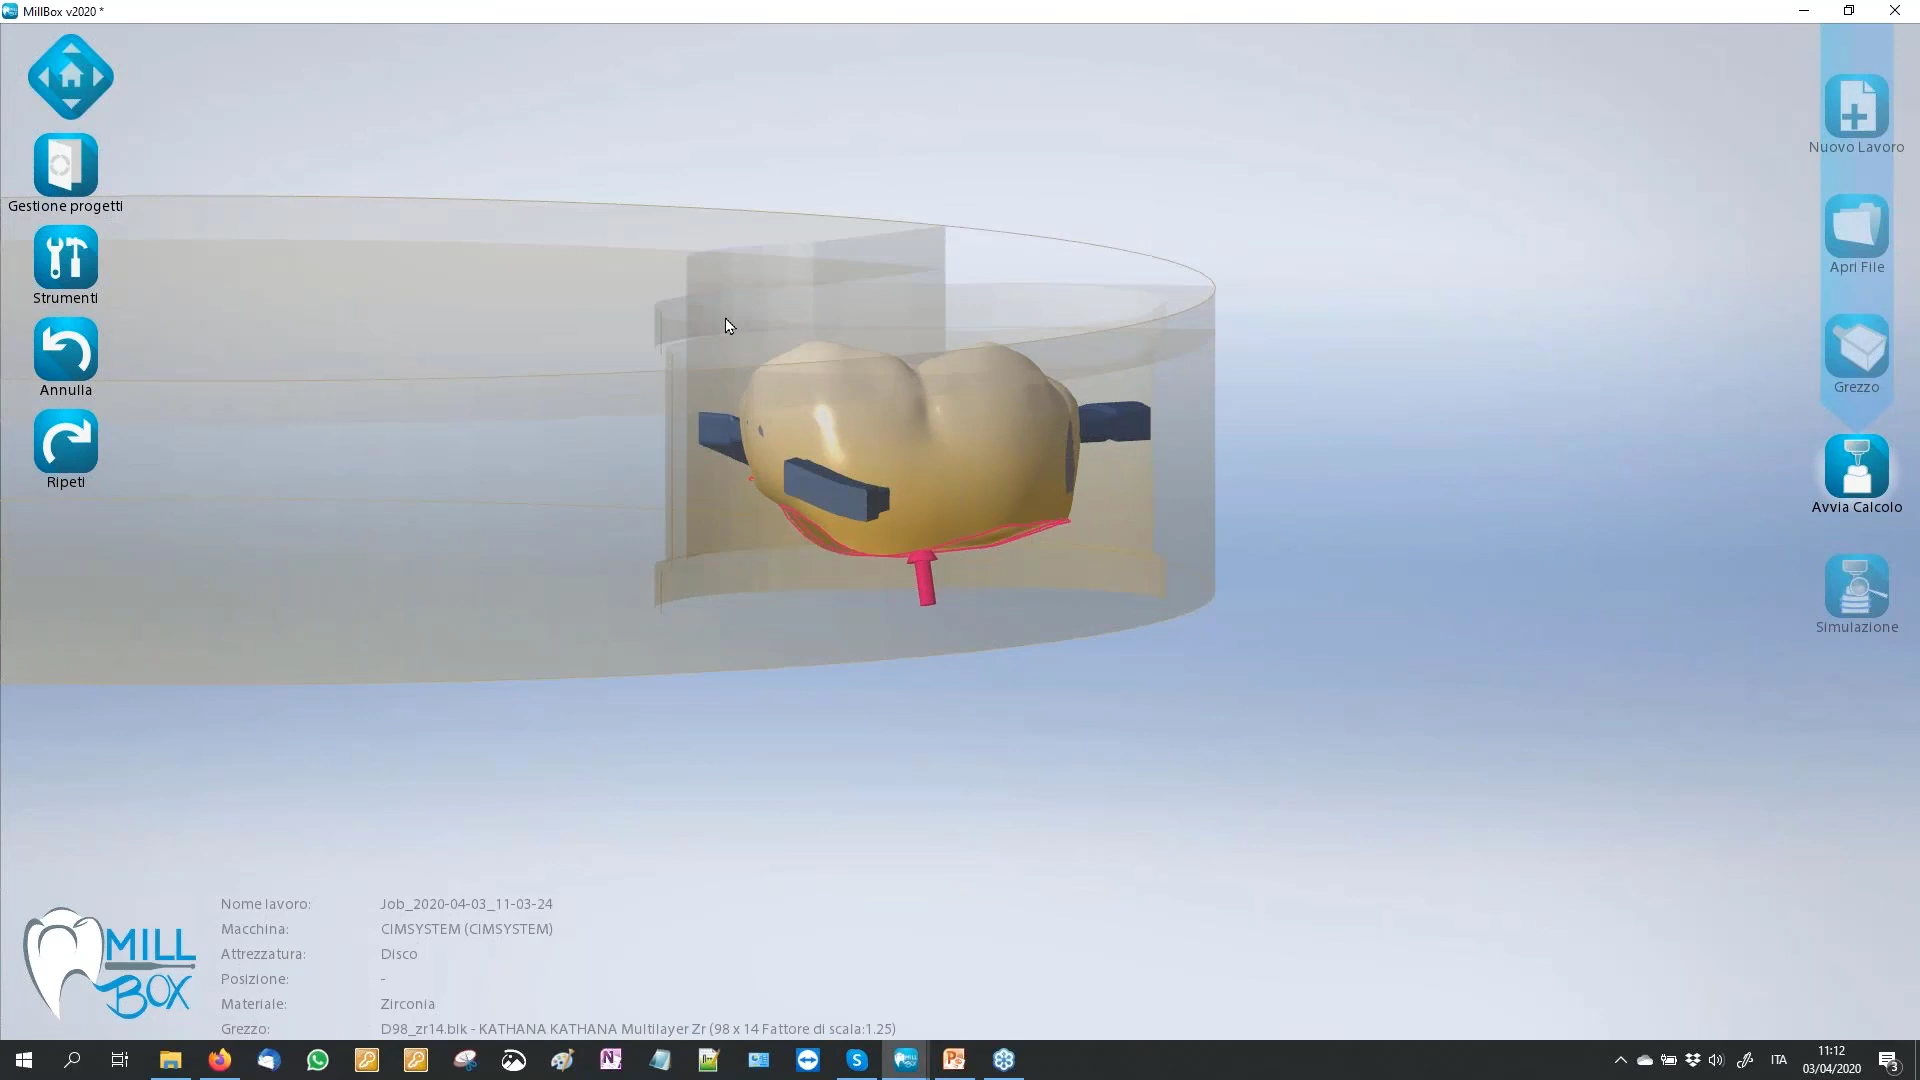 MillBox v2020 *
Gestione progetti
Strumenti
Annulla
Ripeti
Nuovo Lavoro
Apri File
Grezzo
Avvia Calcolo
Simulazione
MILL
BOX
Nome lavoro: Job_2020-04-03_11-03-24
Macchina: CIMSYSTEM (CIMSYSTEM)
Attrezzatura: Disco
Posizione: -
Materiale: Zirconia
Grezzo: D98_zr14.blk - KATHANA KATHANA Multilayer Zr (98 x 14 Fattore di scala:1.25)
ITA
11:12
03/04/2020
3